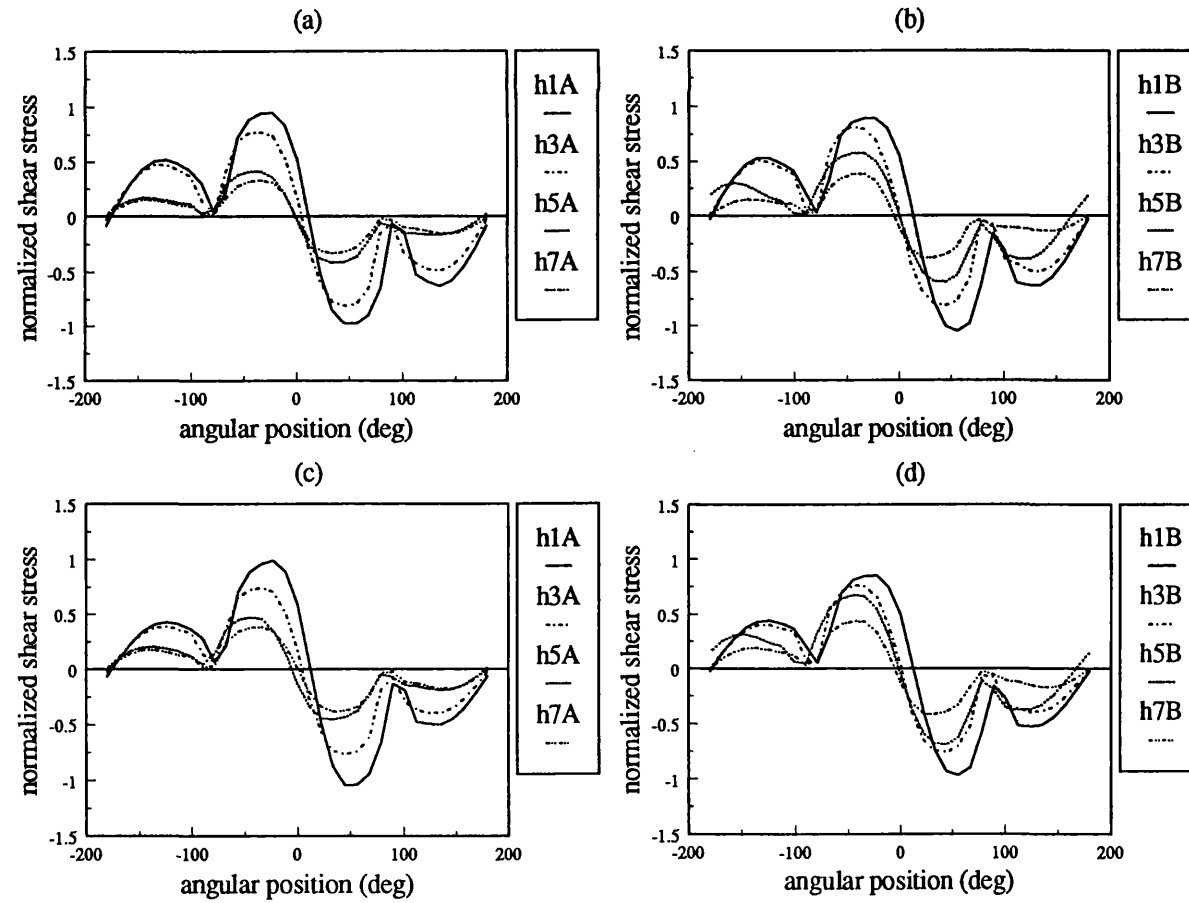 (a)
normalized shear stress
1.5
1
0.5
0
-0.5
-1
-1.5
-200
-100
0
100
200
angular position (deg)
h1A
h3A
h5A
h7A
(b)
normalized shear stress
1.5
1
0.5
0
-0.5
-1
-1.5
-200
-100
0
100
200
angular position (deg)
h1B
h3B
h5B
h7B
(c)
normalized shear stress
1.5
1
0.5
0
-0.5
-1
-1.5
-200
-100
0
100
200
angular position (deg)
h1A
h3A
h5A
h7A
(d)
normalized shear stress
1.5
1
0.5
0
-0.5
-1
-1.5
-200
-100
0
100
200
angular position (deg)
h1B
h3B
h5B
h7B